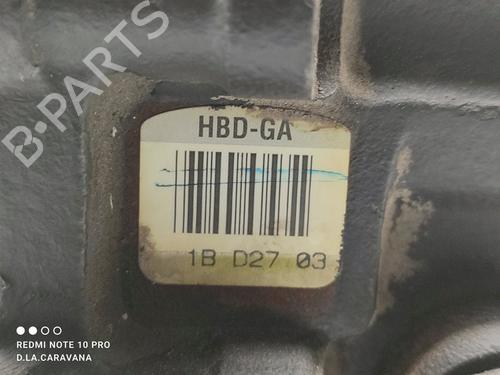 B-PARTS
HBD-GA
1B D27 03
REDMI NOTE 10 PRO
D.LA.CARAVANA